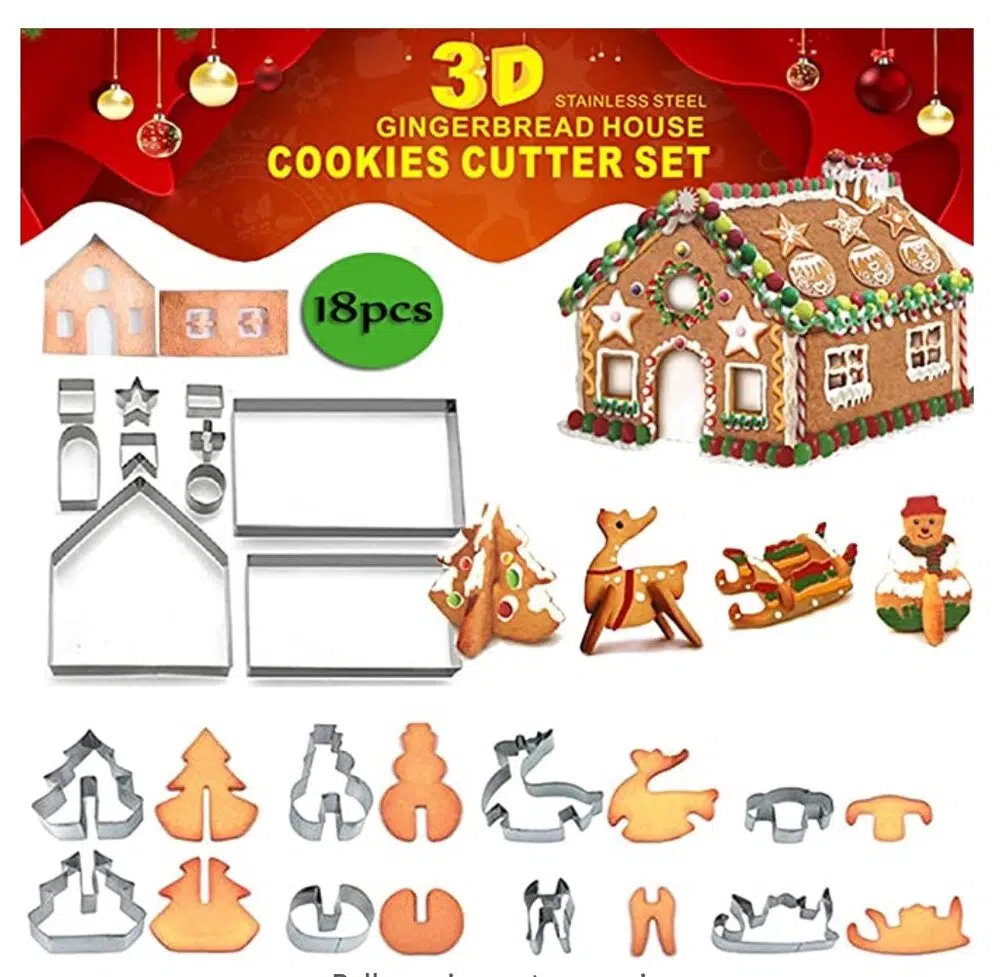 3D
STAINLESS STEEL
GINGERBREAD HOUSE
COOKIES CUTTER SET
18pcs